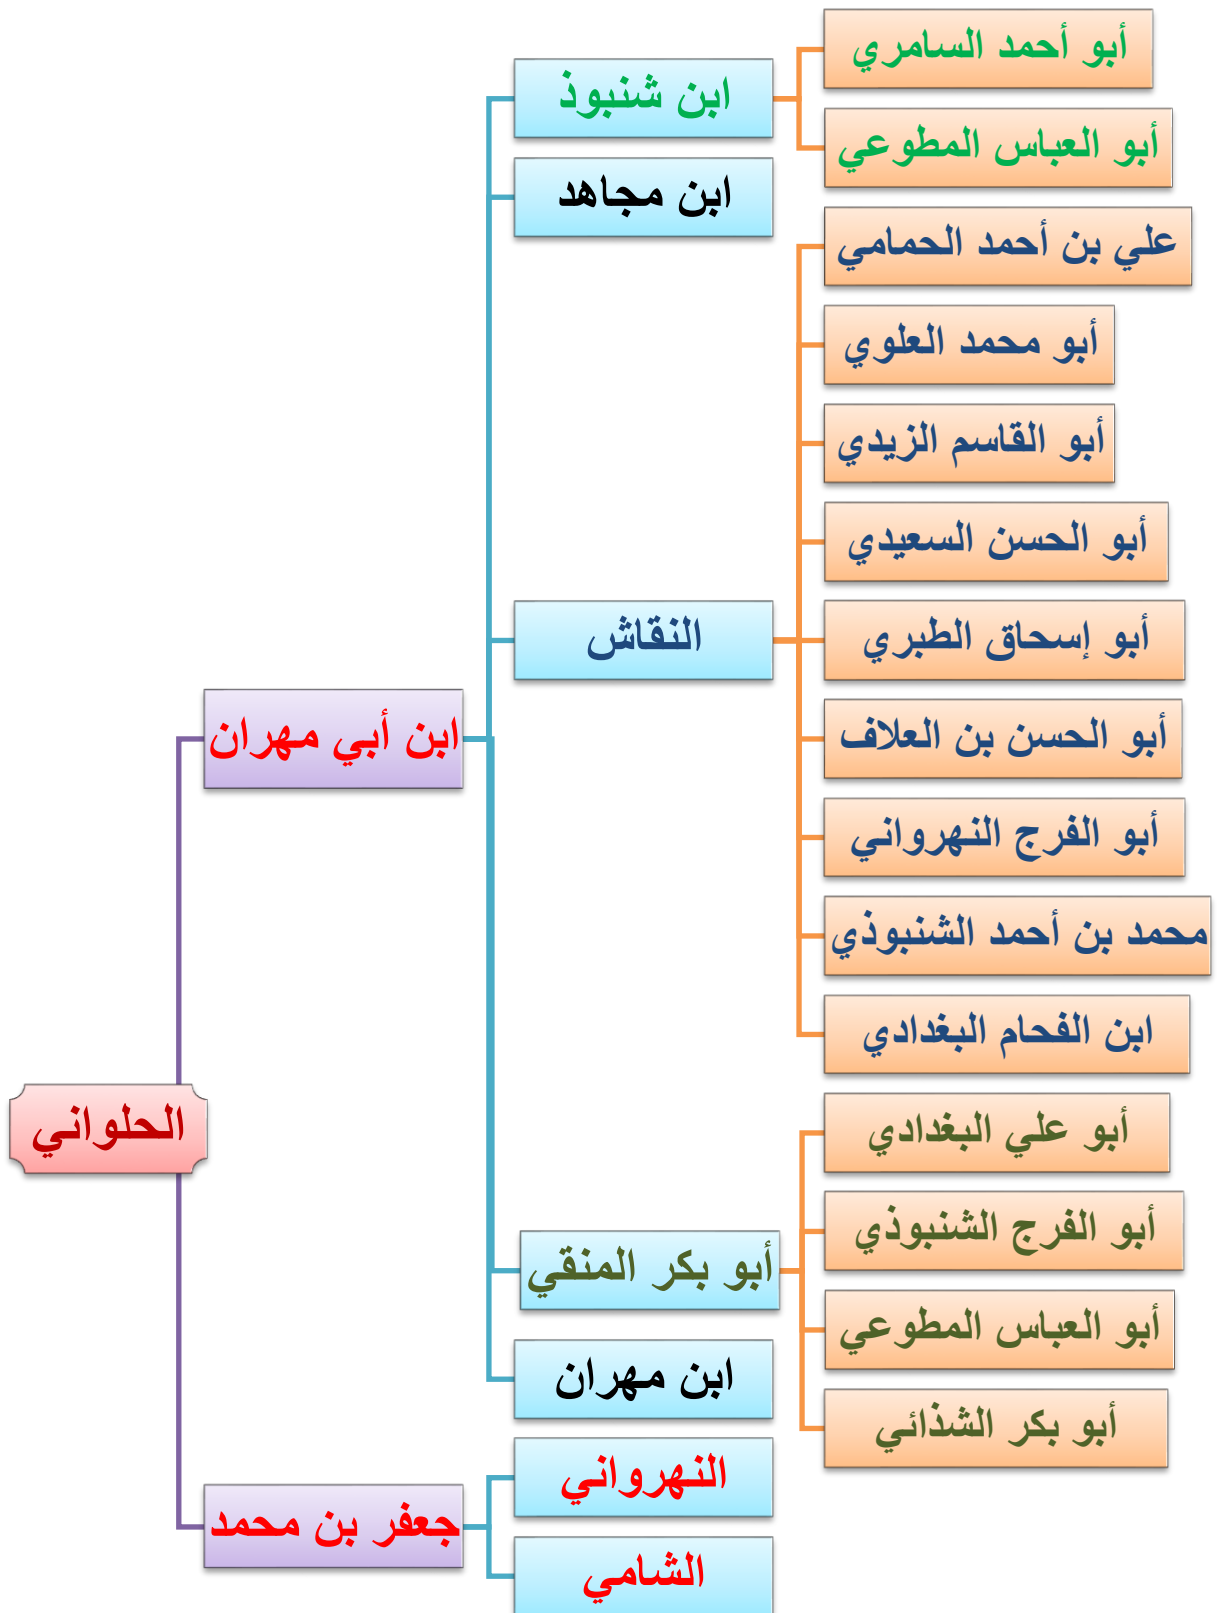 الحلواني
ابن أبي مهران
ابن شنبوذ
أبو أحمد السامري
أبو العباس المطوعي
ابن مجاهد
النقاش
علي بن أحمد الحمامي
أبو محمد العلوي
أبو القاسم الزيدي
أبو الحسن السعيدي
أبو إسحاق الطبري
أبو الحسن بن العلاف
أبو الفرج النهرواني
محمد بن أحمد الشنبوذي
ابن الفحام البغدادي
أبو بكر المنقي
أبو علي البغدادي
أبو الفرج الشنبوذي
أبو العباس المطوعي
أبو بكر الشذائي
ابن مهران
جعفر بن محمد
النهرواني
الشامي